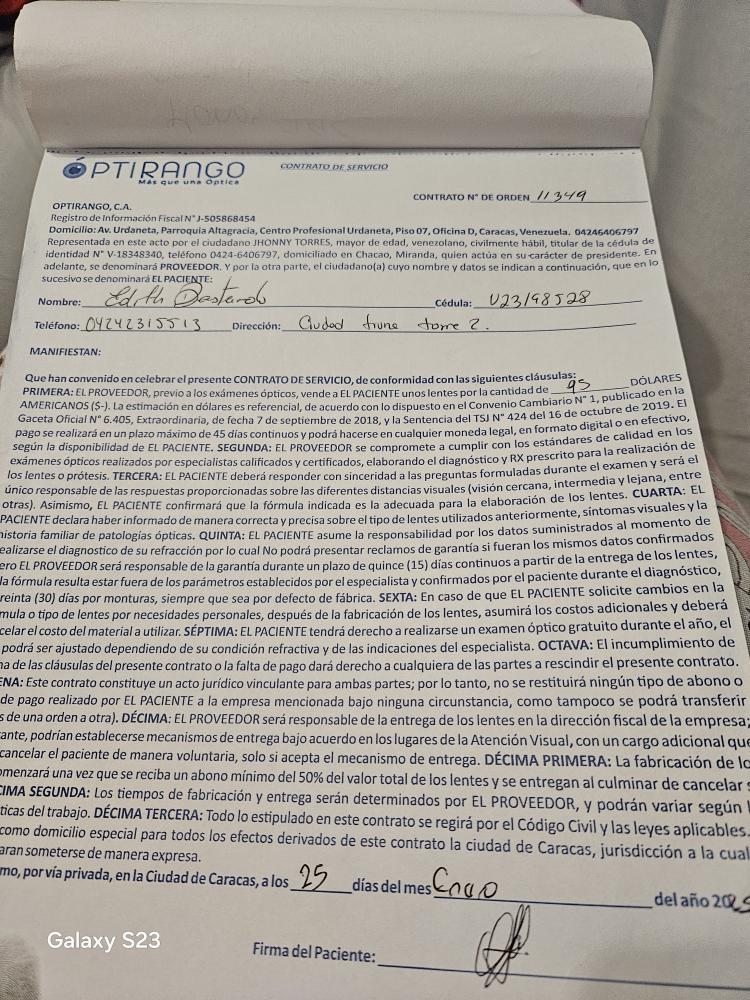 ÓPTIRANGO
Más que una Óptica
CONTRATO DE SERVICIO
CONTRATO N° DE ORDEN 11349
OPTIRANGO, C.A.
Registro de Información Fiscal N° J-505868454
Domicilio: Av. Urdaneta, Parroquia Altagracia, Centro Profesional Urdaneta, Piso 07, Oficina D, Caracas, Venezuela. 04246406797
Representada en este acto por el ciudadano JHONNY TORRES, mayor de edad, venezolano, civilmente hábil, titular de la cédula de
identidad N° V-18348340, teléfono 0424-6406797, domiciliado en Chacao, Miranda, quien actúa en su carácter de presidente. En
adelante, se denominará PROVEEDOR. Y por la otra parte, el ciudadano(a) cuyo nombre y datos se indican a continuación, que en lo
sucesivo se denominará EL PACIENTE:
Nombre: Edith Cédula: V23198528
Teléfono: 04242315513 Dirección: Ciudad torre 2.
MANIFIESTAN:
Que han convenido en celebrar el presente CONTRATO DE SERVICIO, de conformidad con las siguientes cláusulas:
PRIMERA: EL PROVEEDOR, previo a los exámenes ópticos, vende a EL PACIENTE unos lentes por la cantidad de 95 DÓLARES
AMERICANOS ($-). La estimación en dólares es referencial, de acuerdo con lo dispuesto en el Convenio Cambiario N° 1, publicado en la
Gaceta Oficial N° 6.405, Extraordinaria, de fecha 7 de septiembre de 2018, y la Sentencia del TSJ N° 424 del 16 de octubre de 2019. El
pago se realizará en un plazo máximo de 45 días continuos y podrá hacerse en cualquier moneda legal, en formato digital o en efectivo,
según la disponibilidad de EL PACIENTE. SEGUNDA: EL PROVEEDOR se compromete a cumplir con los estándares de calidad en los
exámenes ópticos realizados por especialistas calificados y certificados, elaborando el diagnóstico y RX prescrito para la realización de
los lentes o prótesis. TERCERA: EL PACIENTE deberá responder con sinceridad a las preguntas formuladas durante el examen y será el
único responsable de las respuestas proporcionadas sobre las diferentes distancias visuales (visión cercana, intermedia y lejana, entre
otras). Asimismo, EL PACIENTE confirmará que la fórmula indicada es la adecuada para la elaboración de los lentes. CUARTA: EL
PACIENTE declara haber informado de manera correcta y precisa sobre el tipo de lentes utilizados anteriormente, síntomas visuales y la
historia familiar de patologías ópticas. QUINTA: EL PACIENTE asume la responsabilidad por los datos suministrados al momento de
ealizarse el diagnostico de su refracción por lo cual No podrá presentar reclamos de garantía si fueran los mismos datos confirmados
ero EL PROVEEDOR será responsable de la garantía durante un plazo de quince (15) días continuos a partir de la entrega de los lentes,
la fórmula resulta estar fuera de los parámetros establecidos por el especialista y confirmados por el paciente durante el diagnóstico,
reinta (30) días por monturas, siempre que sea por defecto de fábrica. SEXTA: En caso de que EL PACIENTE solicite cambios en la
mula o tipo de lentes por necesidades personales, después de la fabricación de los lentes, asumirá los costos adicionales y deberá
celar el costo del material a utilizar. SÉPTIMA: EL PACIENTE tendrá derecho a realizarse un examen óptico gratuito durante el año, el
podrá ser ajustado dependiendo de su condición refractiva y de las indicaciones del especialista. OCTAVA: El incumplimiento de
na de las cláusulas del presente contrato o la falta de pago dará derecho a cualquiera de las partes a rescindir el presente contrato.
ENA: Este contrato constituye un acto jurídico vinculante para ambas partes; por lo tanto, no se restituirá ningún tipo de abono o
de pago realizado por EL PACIENTE a la empresa mencionada bajo ninguna circunstancia, como tampoco se podrá transferir
s de una orden a otra). DÉCIMA: EL PROVEEDOR será responsable de la entrega de los lentes en la dirección fiscal de la empresa;
ante, podrían establecerse mecanismos de entrega bajo acuerdo en los lugares de la Atención Visual, con un cargo adicional que
cancelar el paciente de manera voluntaria, solo si acepta el mecanismo de entrega. DÉCIMA PRIMERA: La fabricación de lo
omenzará una vez que se reciba un abono mínimo del 50% del valor total de los lentes y se entregan al culminar de cancelar s
CIMA SEGUNDA: Los tiempos de fabricación y entrega serán determinados por EL PROVEEDOR, y podrán variar según l
ticas del trabajo. DÉCIMA TERCERA: Todo lo estipulado en este contrato se regirá por el Código Civil y las leyes aplicables.
como domicilio especial para todos los efectos derivados de este contrato la ciudad de Caracas, jurisdicción a la cual
aran someterse de manera expresa.
mo, por vía privada, en la Ciudad de Caracas, a los 25 días del mes Enero del año 2025
Firma del Paciente:
Galaxy S23